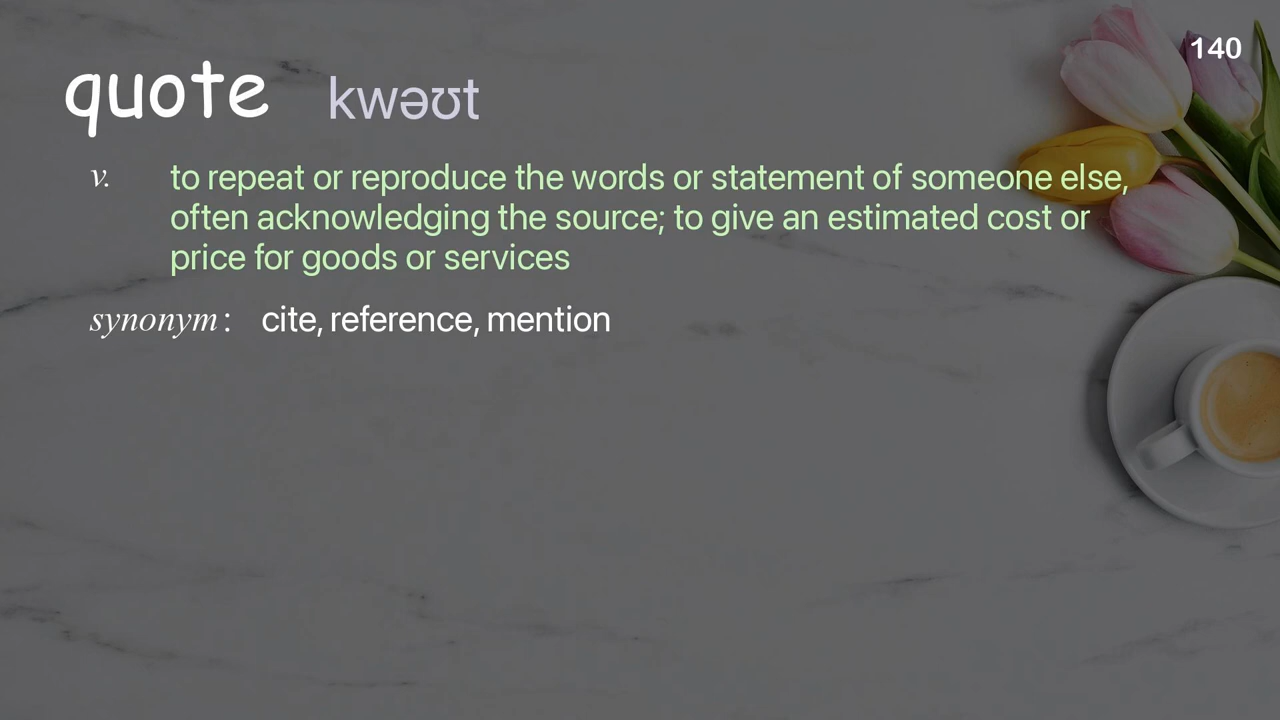 140
quote kwəʊt
v. to repeat or reproduce the words or statement of someone else,
often acknowledging the source; to give an estimated cost or
price for goods or services
synonym : cite, reference, mention